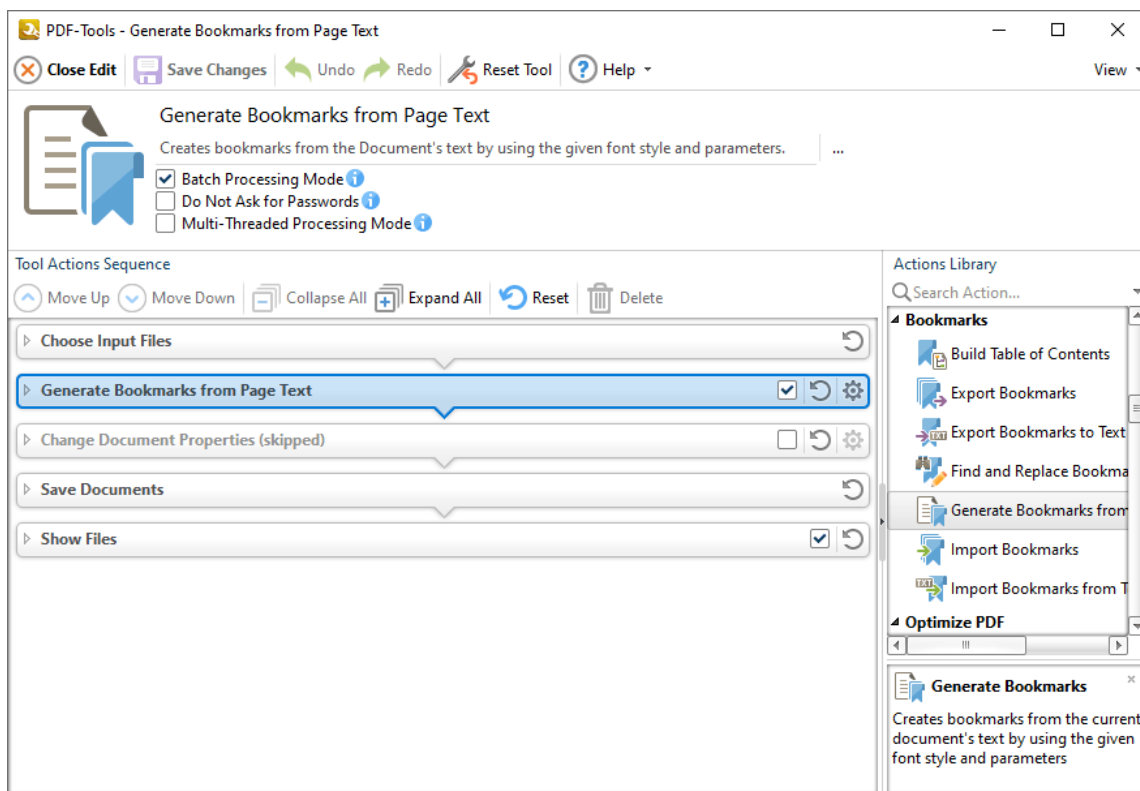 PDF-Tools - Generate Bookmarks from Page Text
Close Edit Save Changes Undo Redo Reset Tool ? Help View
Generate Bookmarks from Page Text
Creates bookmarks from the Document's text by using the given font style and parameters. ...
Batch Processing Mode i
Do Not Ask for Passwords i
Multi-Threaded Processing Mode i
Tool Actions Sequence
Move Up Move Down Collapse All Expand All Reset Delete
Choose Input Files
Generate Bookmarks from Page Text
Change Document Properties (skipped)
Save Documents
Show Files
Actions Library
Search Action...
Bookmarks
Build Table of Contents
Export Bookmarks
TXT Export Bookmarks to Text
Find and Replace Bookma
Generate Bookmarks from
Import Bookmarks
TXT Import Bookmarks from T
Optimize PDF
Generate Bookmarks
Creates bookmarks from the current
document's text by using the given
font style and parameters